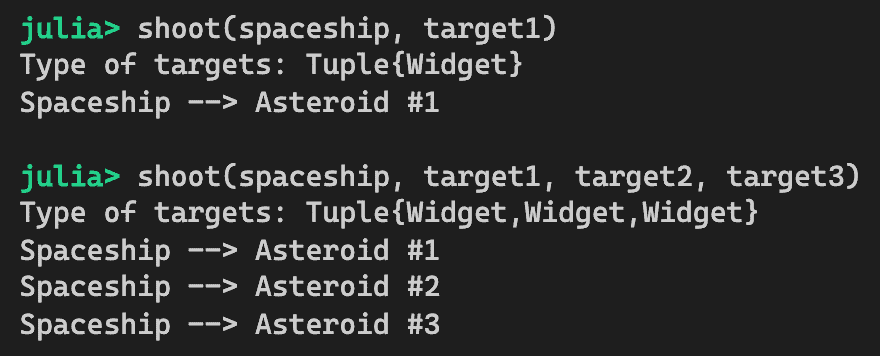 julia> shoot(spaceship, target1)
Type of targets: Tuple{Widget}
Spaceship --> Asteroid #1
julia> shoot(spaceship, target1, target2, target3)
Type of targets: Tuple{Widget,Widget,Widget}
Spaceship --> Asteroid #1
Spaceship --> Asteroid #2
Spaceship --> Asteroid #3